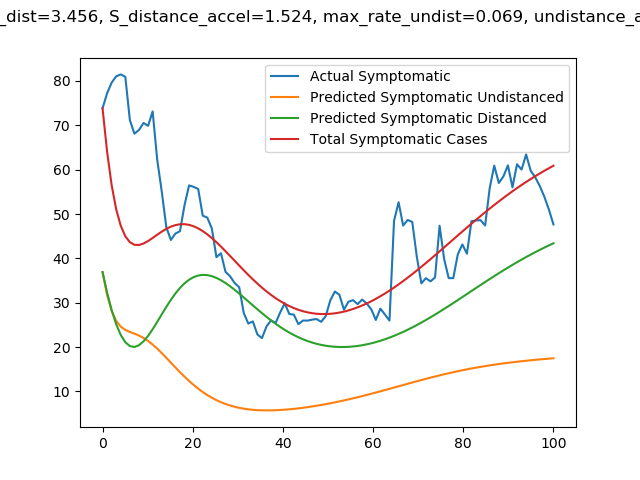 _dist=3.456, S_distance_accel=1.524, max_rate_undist=0.069, undistance_a
Actual Symptomatic
Predicted Symptomatic Undistanced
Predicted Symptomatic Distanced
Total Symptomatic Cases
80
70
60
50
40
30
20
10
0 20 40 60 80 100